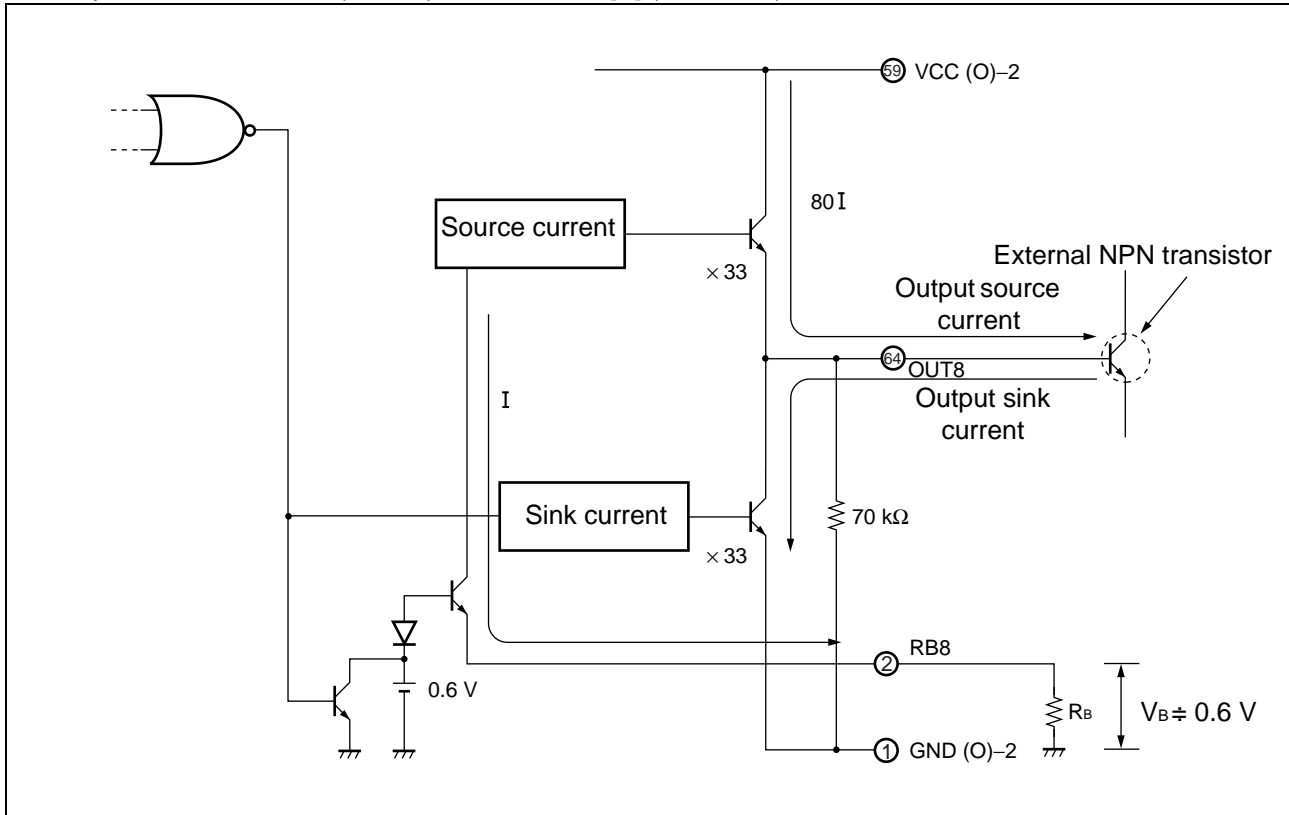 59 VCC (O)–2
80 I
Source current
× 33
External NPN transistor
Output source
current
64
OUT8
Output sink
current
I
Sink current
× 33
70 kΩ
0.6 V
2 RB8
RB
VB ≑ 0.6 V
1 GND (O)–2